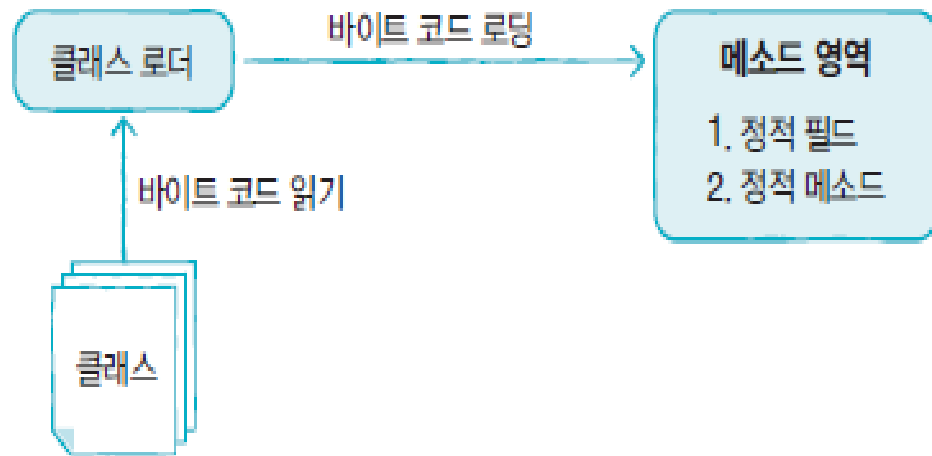 바이트 코드 로딩
클래스 로더
메소드 영역
1. 정적 필드
2. 정적 메소드
바이트 코드 읽기
클래스